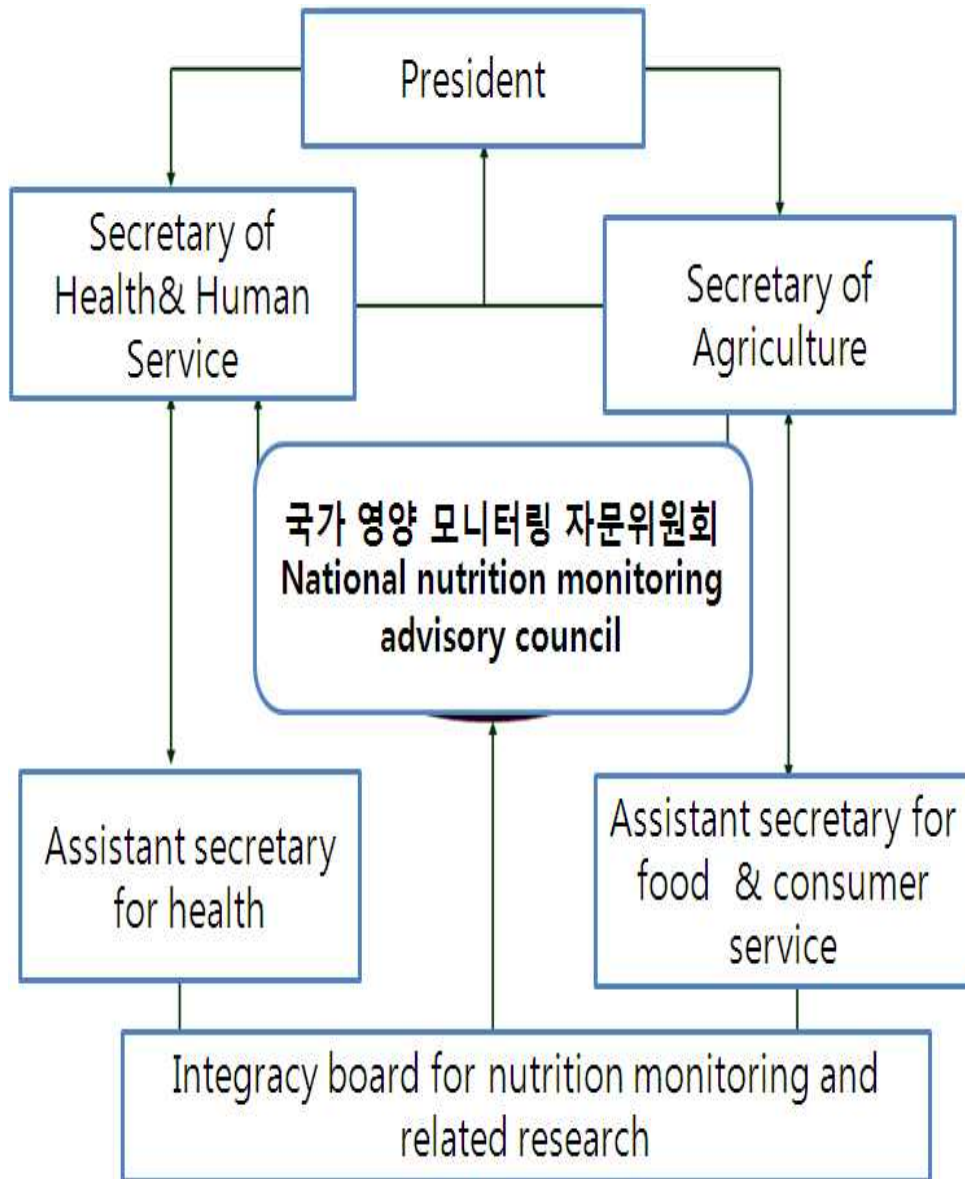 President
Secretary of
Health& Human
Service
Secretary of
Agriculture
국가 영양 모니터링 자문위원회
National nutrition monitoring
advisory council
Assistant secretary
for health
Assistant secretary for
food & consumer
service
Integracy board for nutrition monitoring and
related research